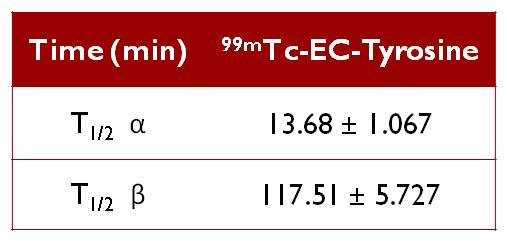 Time (min) ⁹⁹ᵐTc-EC-Tyrosine
T₁/₂ α 13.68 ± 1.067
T₁/₂ β 117.51 ± 5.727